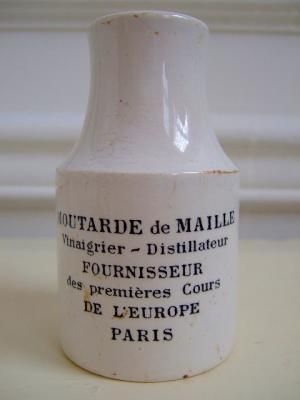 MOUTARDE de MAILLE
Vinaigrier - Distillateur
FOURNISSEUR
des premières Cours
DE L'EUROPE
PARIS